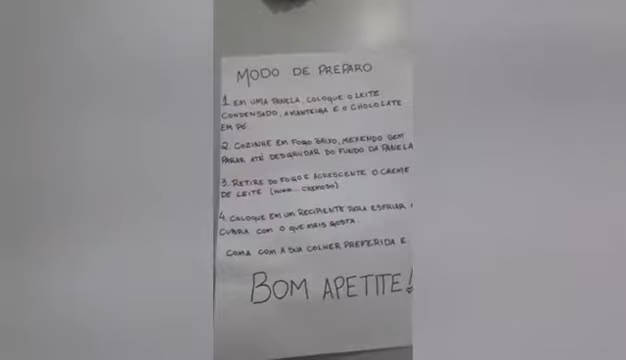 MODO DE PREPARO
1 EM UMA PANELA, COLOQUE O LEITE
CONDENSADO, A MANTEIGA E O CHOCOLATE
EM PÓ.
2. COZINHE EM FOGO BAIXO, MEXENDO SEM
PARAR ATÉ DESGRUDAR DO FUNDO DA PANELA
3. RETIRE DO FOGO E ACRESCENTE O CREME
DE LEITE (HUMM... CREMOSO)
4. COLOQUE EM UM RECIPIENTE PARA ESFRIAR
CUBRA COM O QUE MAIS GOSTA.
COMA COM A SUA COLHER PREFERIDA E
BOM APETITE!